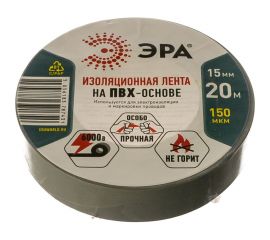 ЭРА
ИЗОЛЯЦИОННАЯ ЛЕНТА
НА ПВХ-ОСНОВЕ
Используется для электроизоляции
и маркировки проводов
15мм
20м
150
МКМ
6000В
ОСОБО
ПРОЧНАЯ
НЕ ГОРИТ